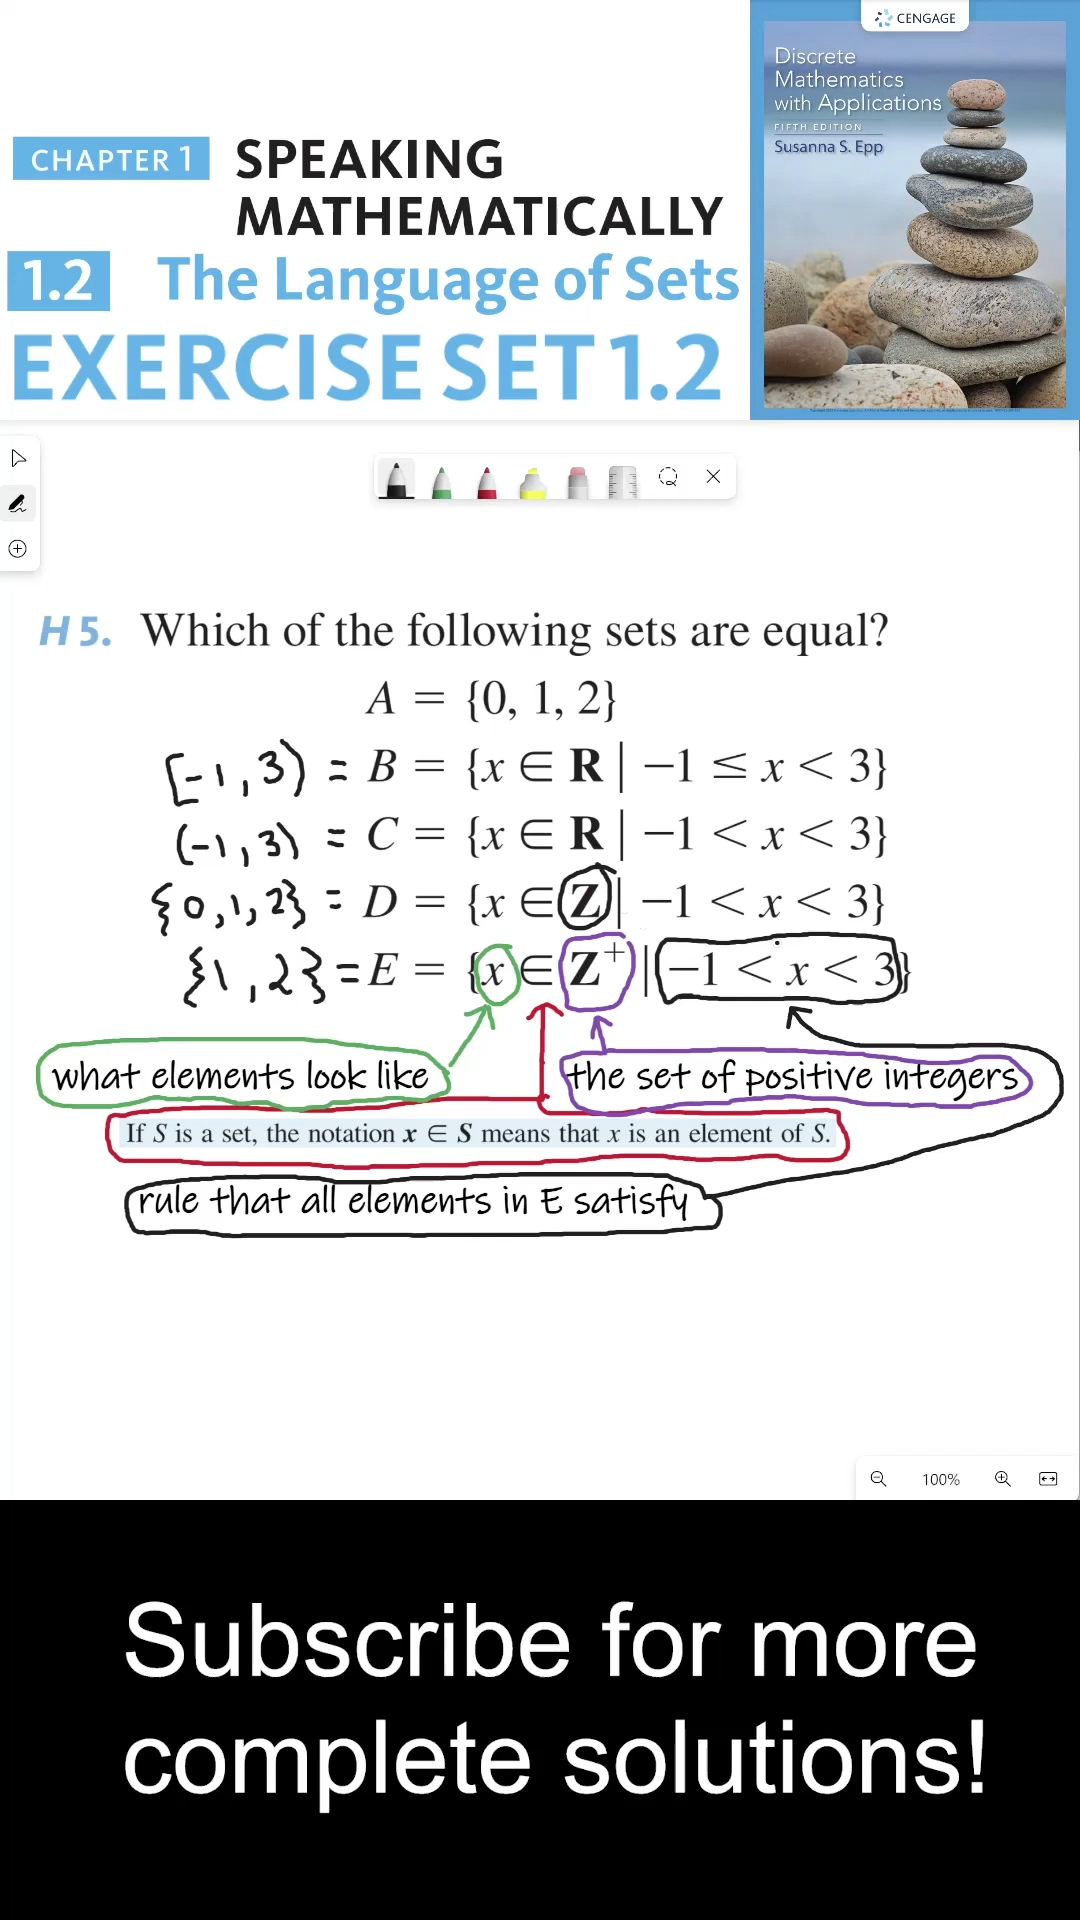 CENGAGE
Discrete
Mathematics
with Applications
FIFTH EDITION
Susanna S. Epp
CHAPTER 1 SPEAKING
MATHEMATICALLY
1.2 The Language of Sets
EXERCISE SET 1.2
H 5. Which of the following sets are equal?
A = {0, 1, 2}
[-1,3) = B = {x ∈ R | −1 ≤ x < 3}
(-1,3) = C = {x ∈ R | −1 < x < 3}
{0,1,2} = D = {x ∈ Z | −1 < x < 3}
{1,2} = E = {x ∈ Z⁺ | −1 < x < 3}
what elements look like
the set of positive integers
If S is a set, the notation x ∈ S means that x is an element of S.
rule that all elements in E satisfy
100%
Subscribe for more
complete solutions!